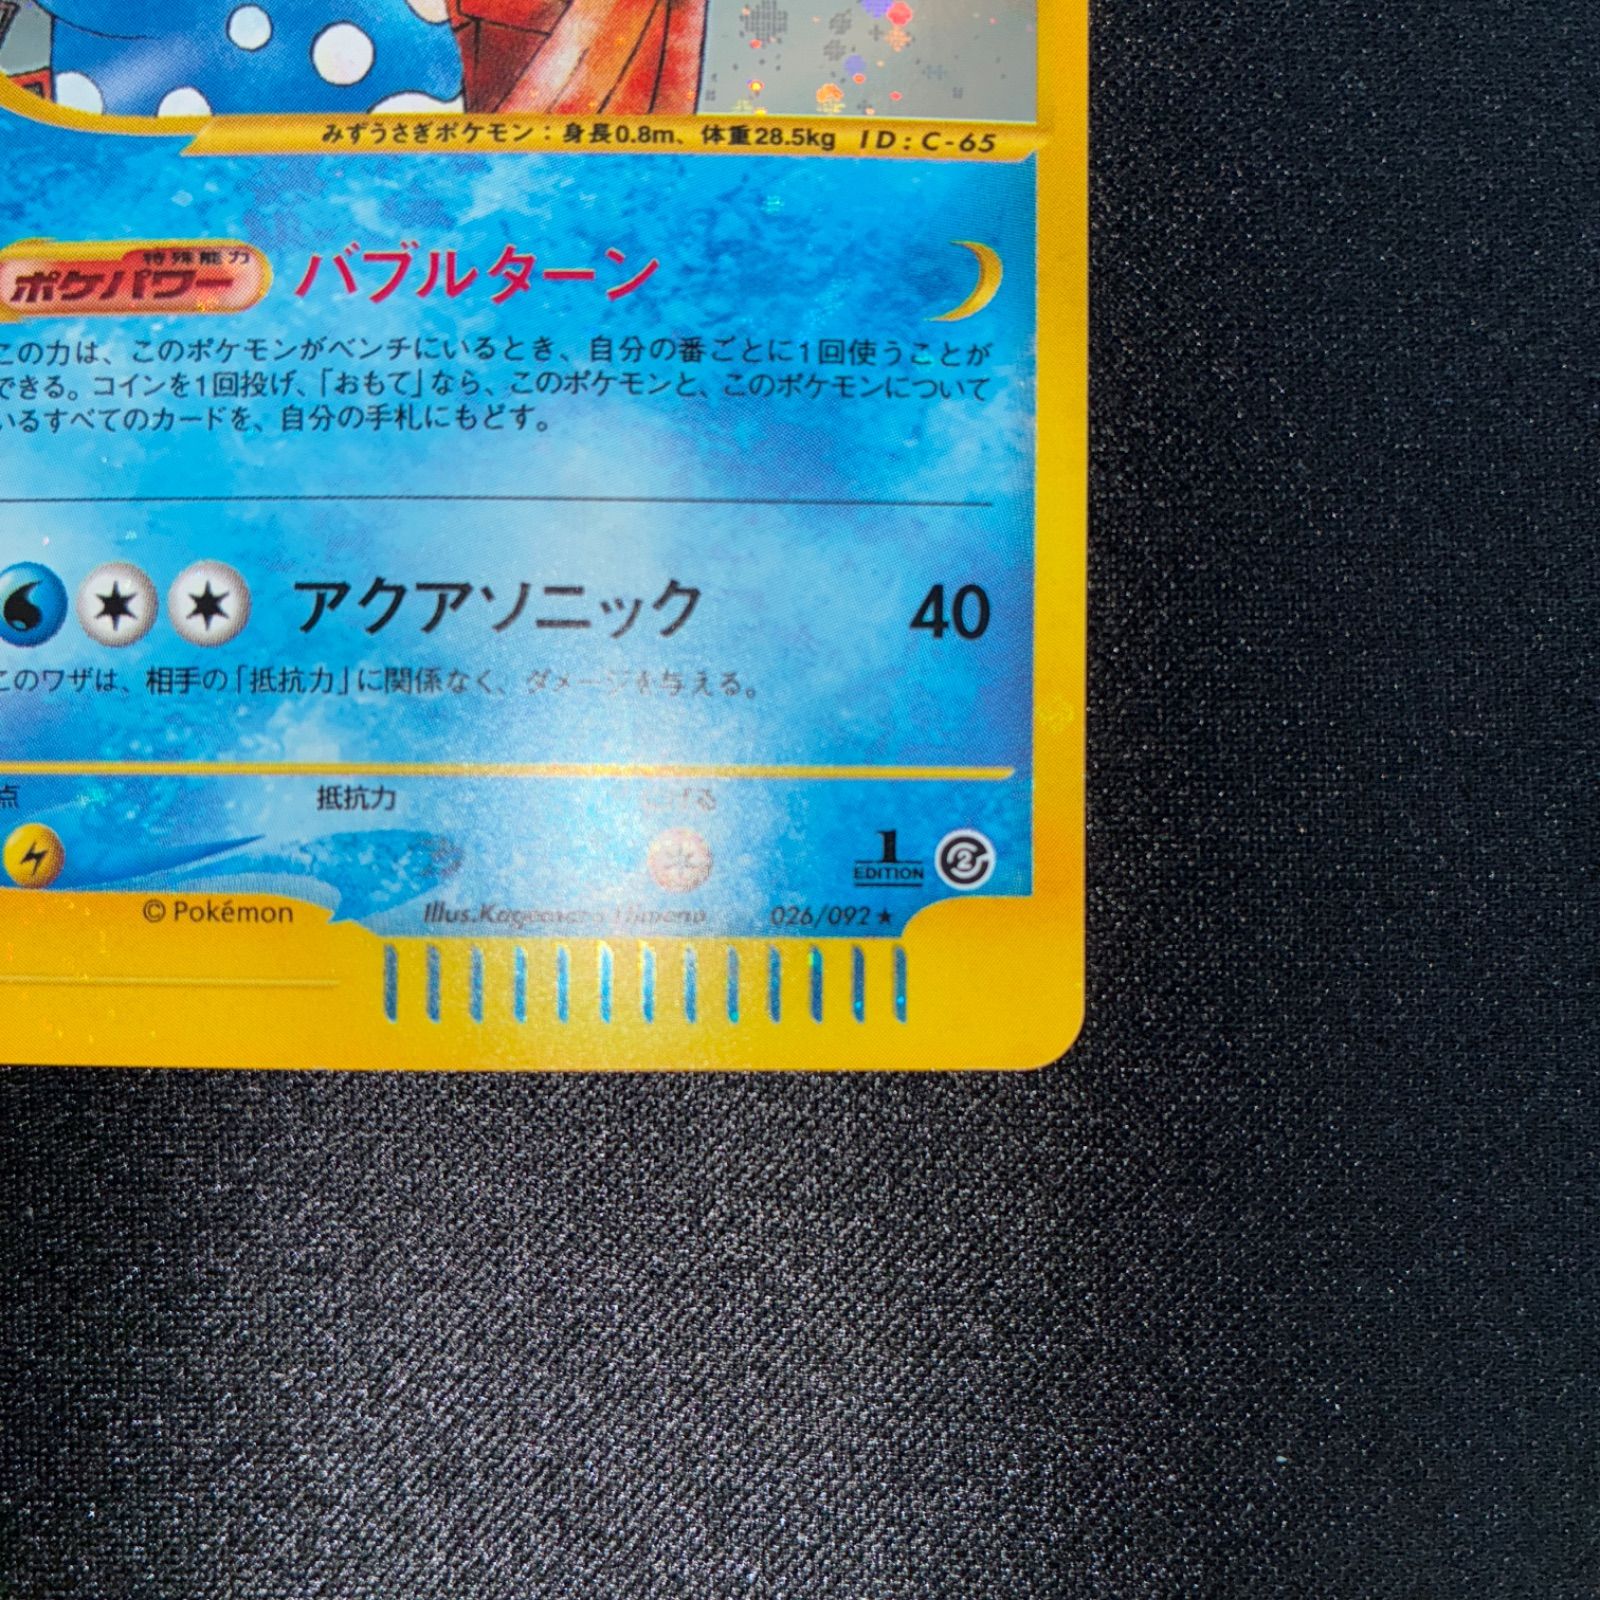 みずうさぎポケモン：身長0.8m、体重28.5kg ID:C-65
特殊能力
ポケパワー バブルターン
この力は、このポケモンがベンチにいるとき、自分の番ごとに1回使うことが
できる。コインを1回投げ、「おもて」なら、このポケモンと、このポケモンについて
いるすべてのカードを、自分の手札にもどす。
アクアソニック 40
このワザは、相手の「抵抗力」に関係なく、ダメージを与える。
点 抵抗力 にげる
1 EDITION 2
© Pokémon Illus.Kagemaru Himeno 026/092★